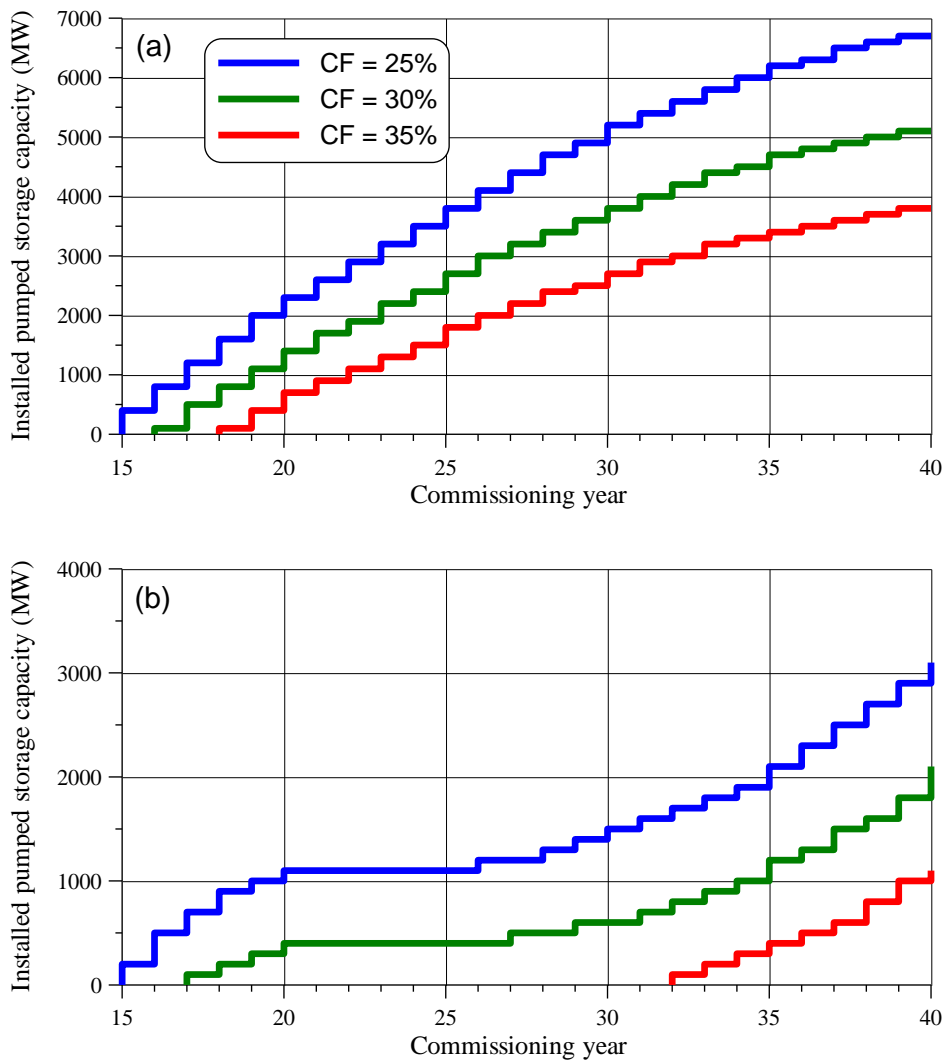 (a)
CF = 25%
CF = 30%
CF = 35%
Installed pumped storage capacity (MW)
7000
6000
5000
4000
3000
2000
1000
0
15 20 25 30 35 40
Commissioning year
(b)
Installed pumped storage capacity (MW)
4000
3000
2000
1000
0
15 20 25 30 35 40
Commissioning year